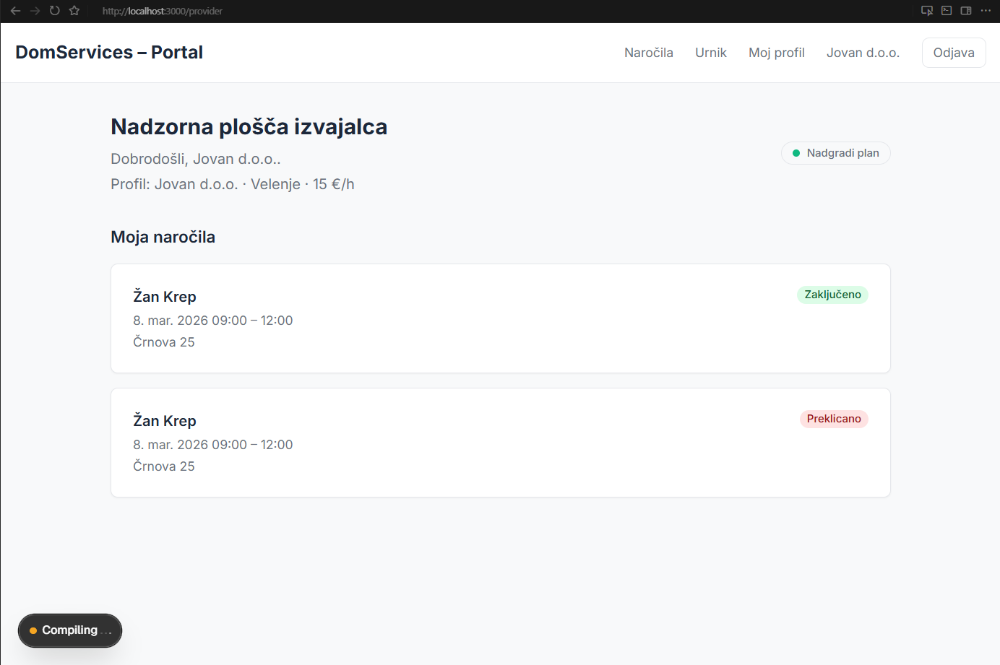 http://localhost:3000/provider
DomServices – Portal
Naročila
Urnik
Moj profil
Jovan d.o.o.
Odjava
Nadzorna plošča izvajalca
Dobrodošli, Jovan d.o.o..
Profil: Jovan d.o.o. · Velenje · 15 €/h
Nadgradi plan
Moja naročila
Žan Krep
Zaključeno
8. mar. 2026 09:00 – 12:00
Črnova 25
Žan Krep
Preklicano
8. mar. 2026 09:00 – 12:00
Črnova 25
Compiling ...